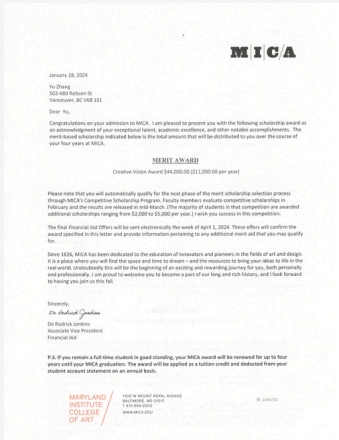 M|I|C|A
January 18, 2024
Yu Zhang
503-480 Robson St
Vancouver, BC V6B 1S1
Dear Yu,
Congratulations on your admission to MICA. I am pleased to present you with the following scholarship award as
an acknowledgment of your exceptional talent, academic excellence, and other notable accomplishments. The
merit-based scholarship indicated below is the total amount that will be distributed to you over the course of
your four years at MICA.
MERIT AWARD
Creative Vision Award $44,000.00 ($11,000.00 per year)
Please note that you will automatically qualify for the next phase of the merit scholarship selection process
through MICA's Competitive Scholarship Program. Faculty members evaluate competitive scholarships in
February and the results are released in mid-March. (The majority of students in that competition are awarded
additional scholarships ranging from $2,000 to $5,000 per year.) I wish you success in this competition.
The final Financial Aid Offers will be sent electronically the week of April 1, 2024. These offers will confirm the
award specified in this letter and provide information pertaining to any additional merit aid that you may qualify
for.
Since 1826, MICA has been dedicated to the education of innovators and pioneers in the fields of art and design.
It is a place where you will find the space and time to dream – and the resources to bring your ideas to life in the
real world. Undoubtedly this will be the beginning of an exciting and rewarding journey for you, both personally
and professionally. I am proud to welcome you to become a part of our long and rich history, and I look forward
to having you join us this fall.
Sincerely,
De Rodrick Jenkins
De Rodrick Jenkins
Associate Vice President
Financial Aid
P.S. If you remain a full-time student in good standing, your MICA award will be renewed for up to four
years until your MICA graduation. The award will be applied as a tuition credit and deducted from your
student account statement on an annual basis.
MARYLAND
INSTITUTE
COLLEGE
OF ART
1300 W MOUNT ROYAL AVENUE
BALTIMORE, MD 21217
WWW.MICA.EDU